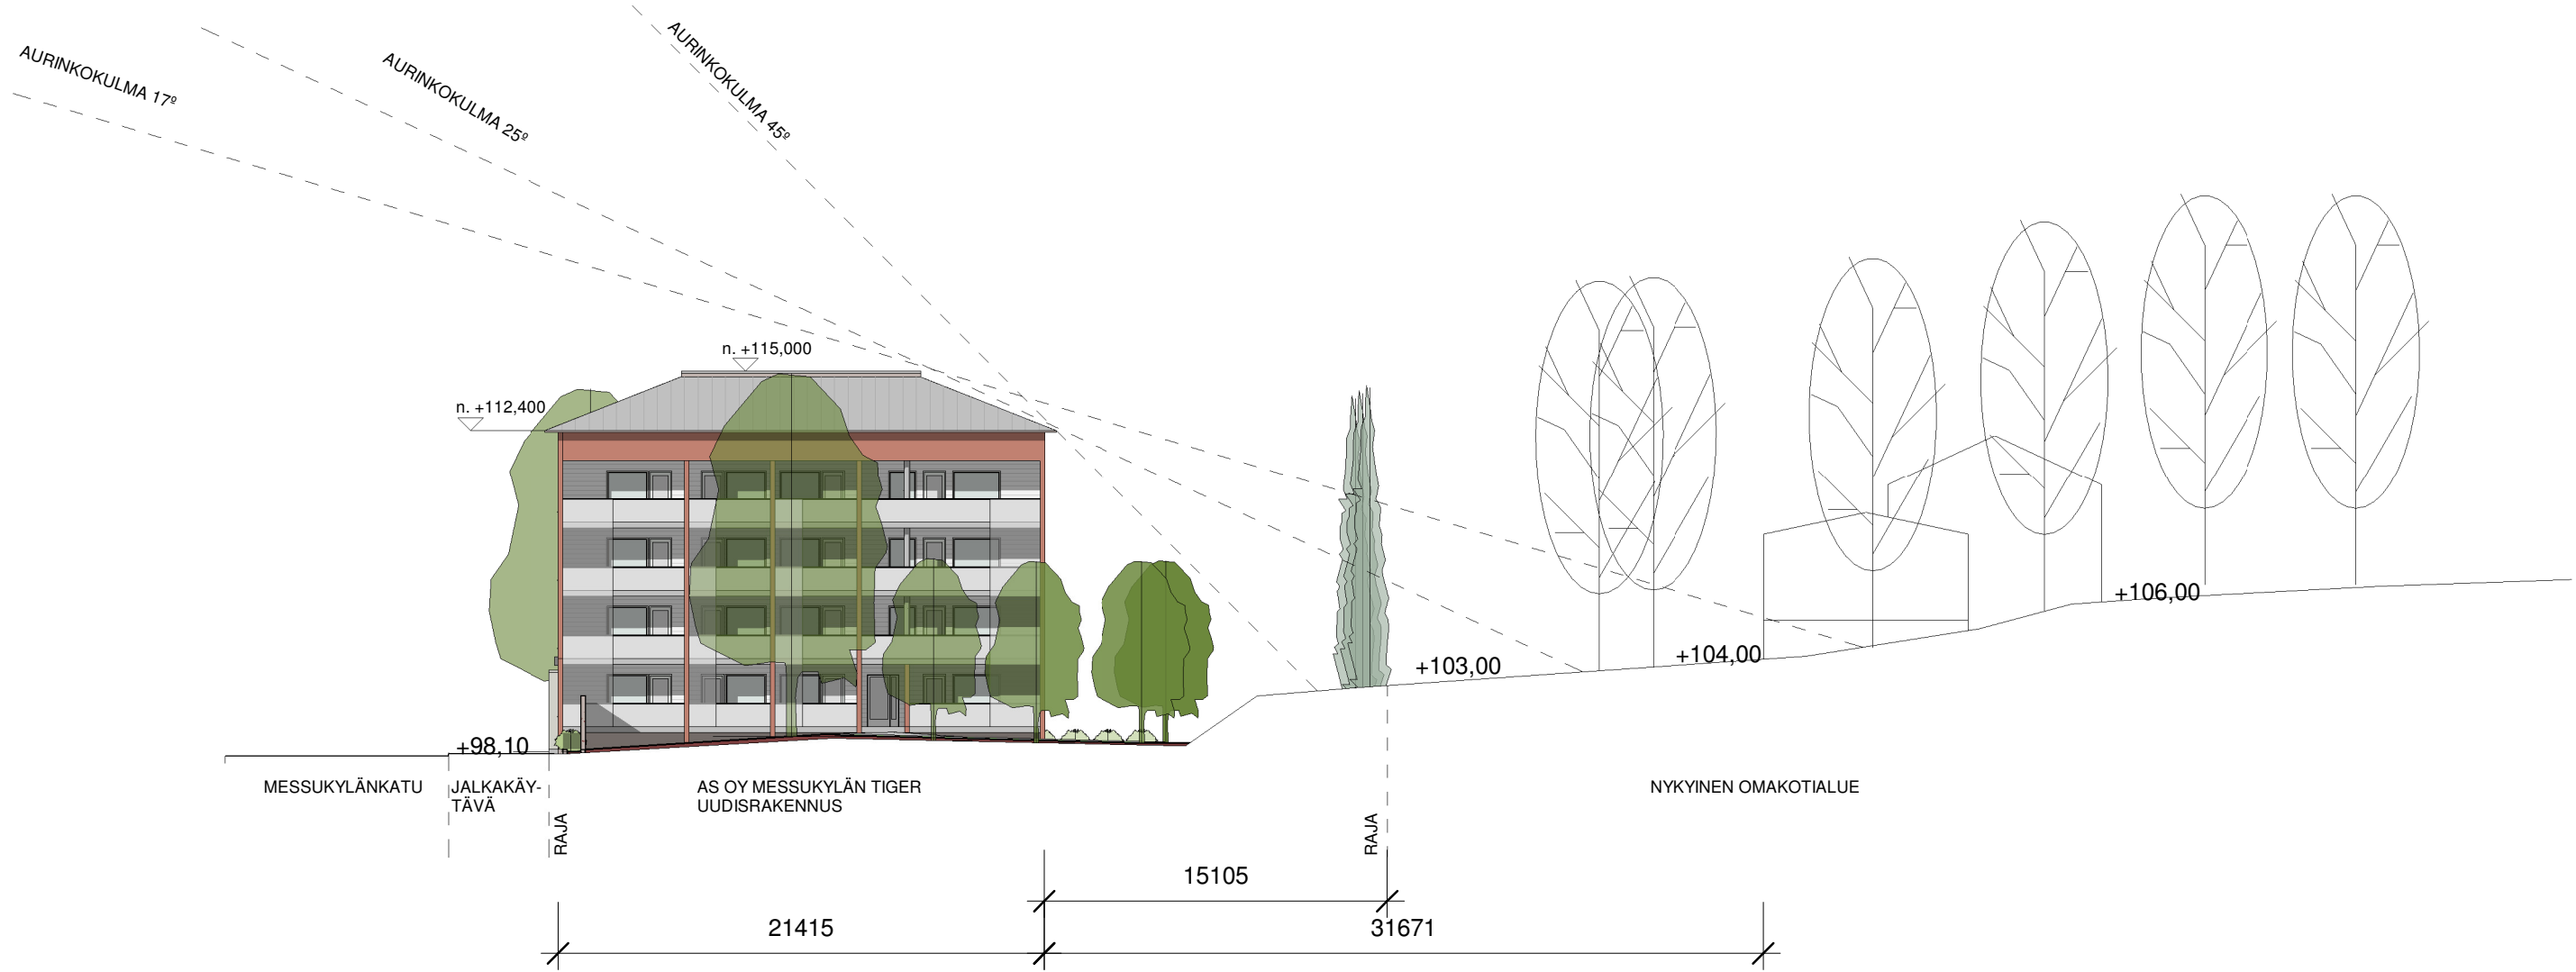 AURINKOKULMA 17º
AURINKOKULMA 25º
AURINKOKULMA 45º
n. +115,000
n. +112,400
+98,10
+103,00
+104,00
+106,00
MESSUKYLÄNKATU
JALKAKÄY-
TÄVÄ
RAJA
AS OY MESSUKYLÄN TIGER
UUDISRAKENNUS
RAJA
NYKYINEN OMAKOTIALUE
15105
21415
31671